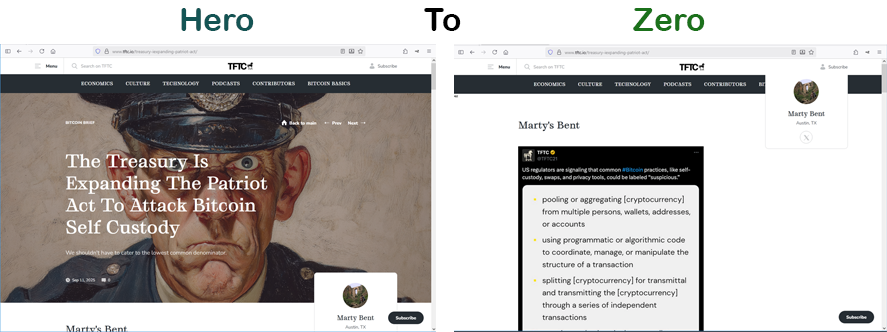 Hero To Zero
www.tftc.io/treasury-expanding-patriot-act/
Menu Search on TFTC TFTC Subscribe
ECONOMICS CULTURE TECHNOLOGY PODCASTS CONTRIBUTORS BITCOIN BASICS
BITCOIN BRIEF Back to main Prev Next
The Treasury Is
Expanding The Patriot
Act To Attack Bitcoin
Self Custody
We shouldn't have to cater to the lowest common denominator.
Sep 11, 2025 0
Marty Bent
Austin, TX
Subscribe
Marty's Bent
www.tftc.io/treasury-expanding-patriot-act/
Menu Search on TFTC TFTC Subscribe
ECONOMICS CULTURE TECHNOLOGY PODCASTS CONTRIBUTORS
Marty Bent
Austin, TX
Marty's Bent
TFTC
@TFTC21
US regulators are signaling that common #Bitcoin practices, like self-
custody, swaps, and privacy tools, could be labeled "suspicious."
pooling or aggregating [cryptocurrency]
from multiple persons, wallets, addresses,
or accounts
using programmatic or algorithmic code
to coordinate, manage, or manipulate the
structure of a transaction
splitting [cryptocurrency] for transmittal
and transmitting the [cryptocurrency]
through a series of independent
transactions
Subscribe